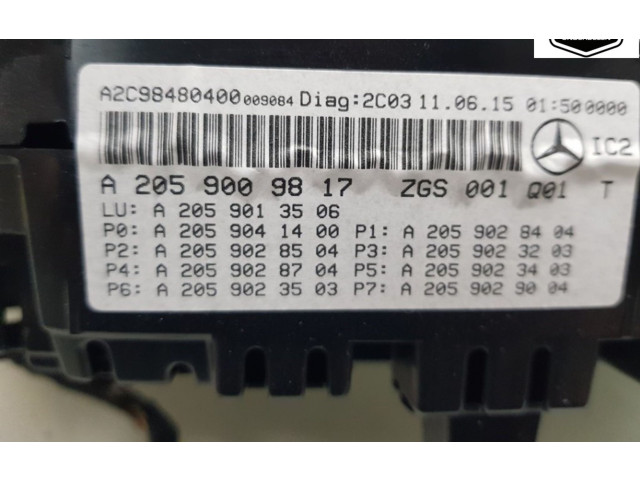 A2C98480400 009084 Diag:2C03 11.06.15 01:50 0000
IC2
A 205 900 98 17 ZGS 001 Q01 T
LU: A 205 901 35 06
P0: A 205 904 14 00 P1: A 205 902 84 04
P2: A 205 902 85 04 P3: A 205 902 32 03
P4: A 205 902 87 04 P5: A 205 902 34 03
P6: A 205 902 35 03 P7: A 205 902 90 04